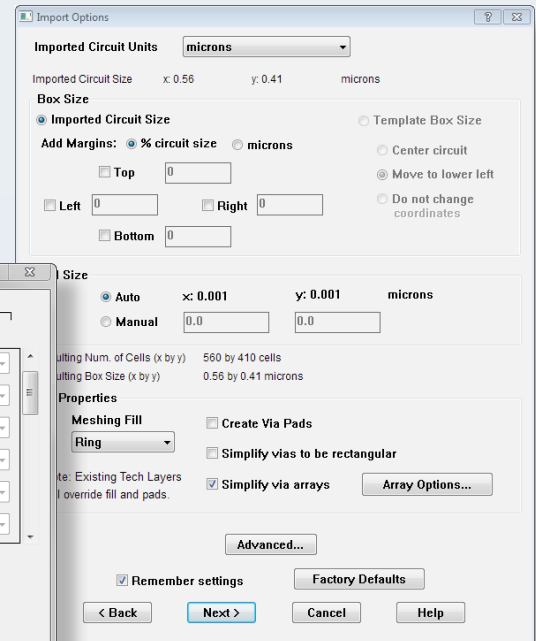 Import Options
Imported Circuit Units microns
Imported Circuit Size x: 0.56 y: 0.41 microns
Box Size
Imported Circuit Size Template Box Size
Add Margins: % circuit size microns Center circuit
Top 0 Move to lower left
Left 0 Right 0 Do not change
coordinates
Bottom 0
Size
Auto x: 0.001 y: 0.001 microns
Manual 0.0 0.0
Num. of Cells (x by y) 560 by 410 cells
Box Size (x by y) 0.56 by 0.41 microns
Properties
Meshing Fill Create Via Pads
Ring
Simplify vias to be rectangular
Existing Tech Layers Simplify via arrays Array Options...
override fill and pads.
Advanced...
Remember settings Factory Defaults
< Back Next > Cancel Help